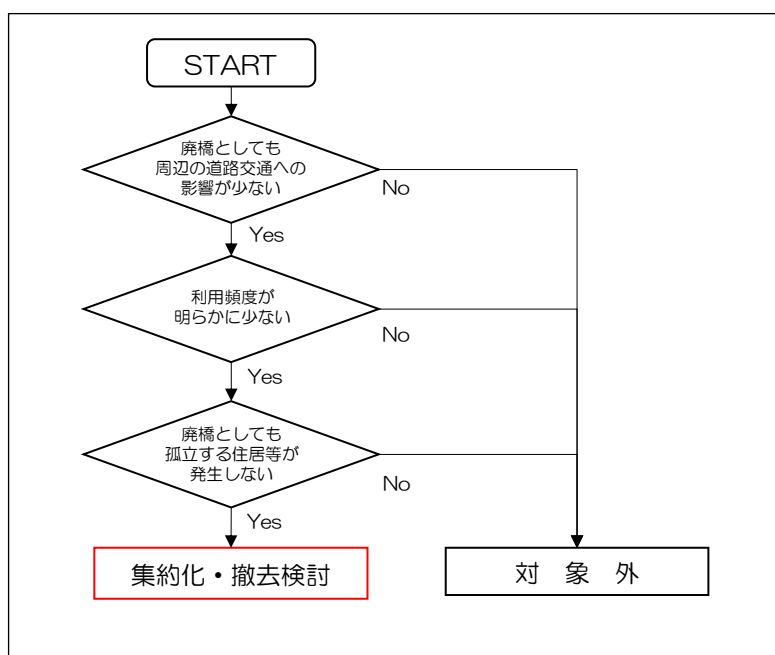 START
廃橋としても
周辺の道路交通への
影響が少ない
No
Yes
利用頻度が
明らかに少ない
No
Yes
廃橋としても
孤立する住居等が
発生しない
No
Yes
集約化・撤去検討
対 象 外